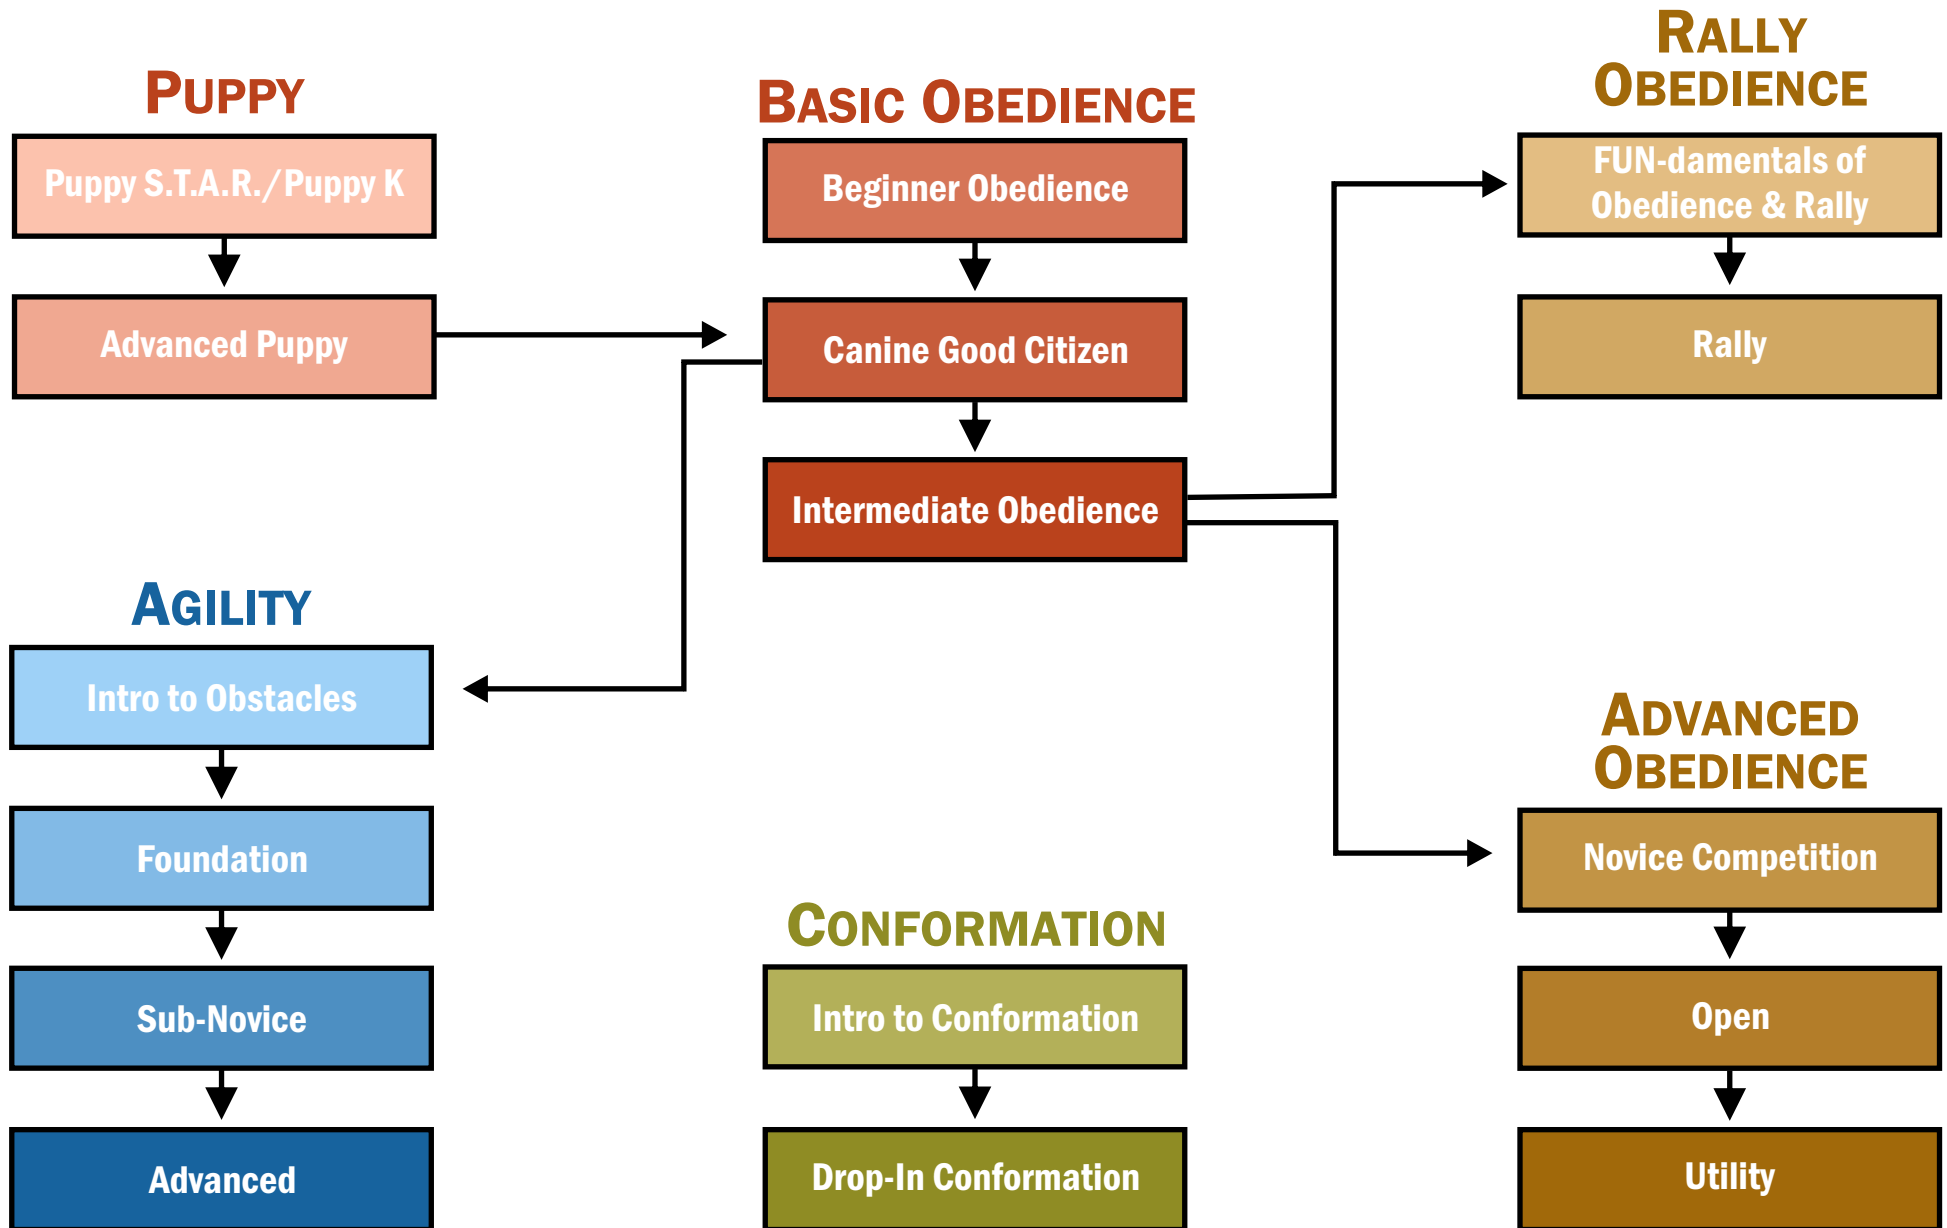 PUPPY
Puppy S.T.A.R./Puppy K
Advanced Puppy
BASIC OBEDIENCE
Beginner Obedience
Canine Good Citizen
Intermediate Obedience
RALLY
OBEDIENCE
FUN-damentals of
Obedience & Rally
Rally
AGILITY
Intro to Obstacles
Foundation
Sub-Novice
Advanced
CONFORMATION
Intro to Conformation
Drop-In Conformation
ADVANCED
OBEDIENCE
Novice Competition
Open
Utility